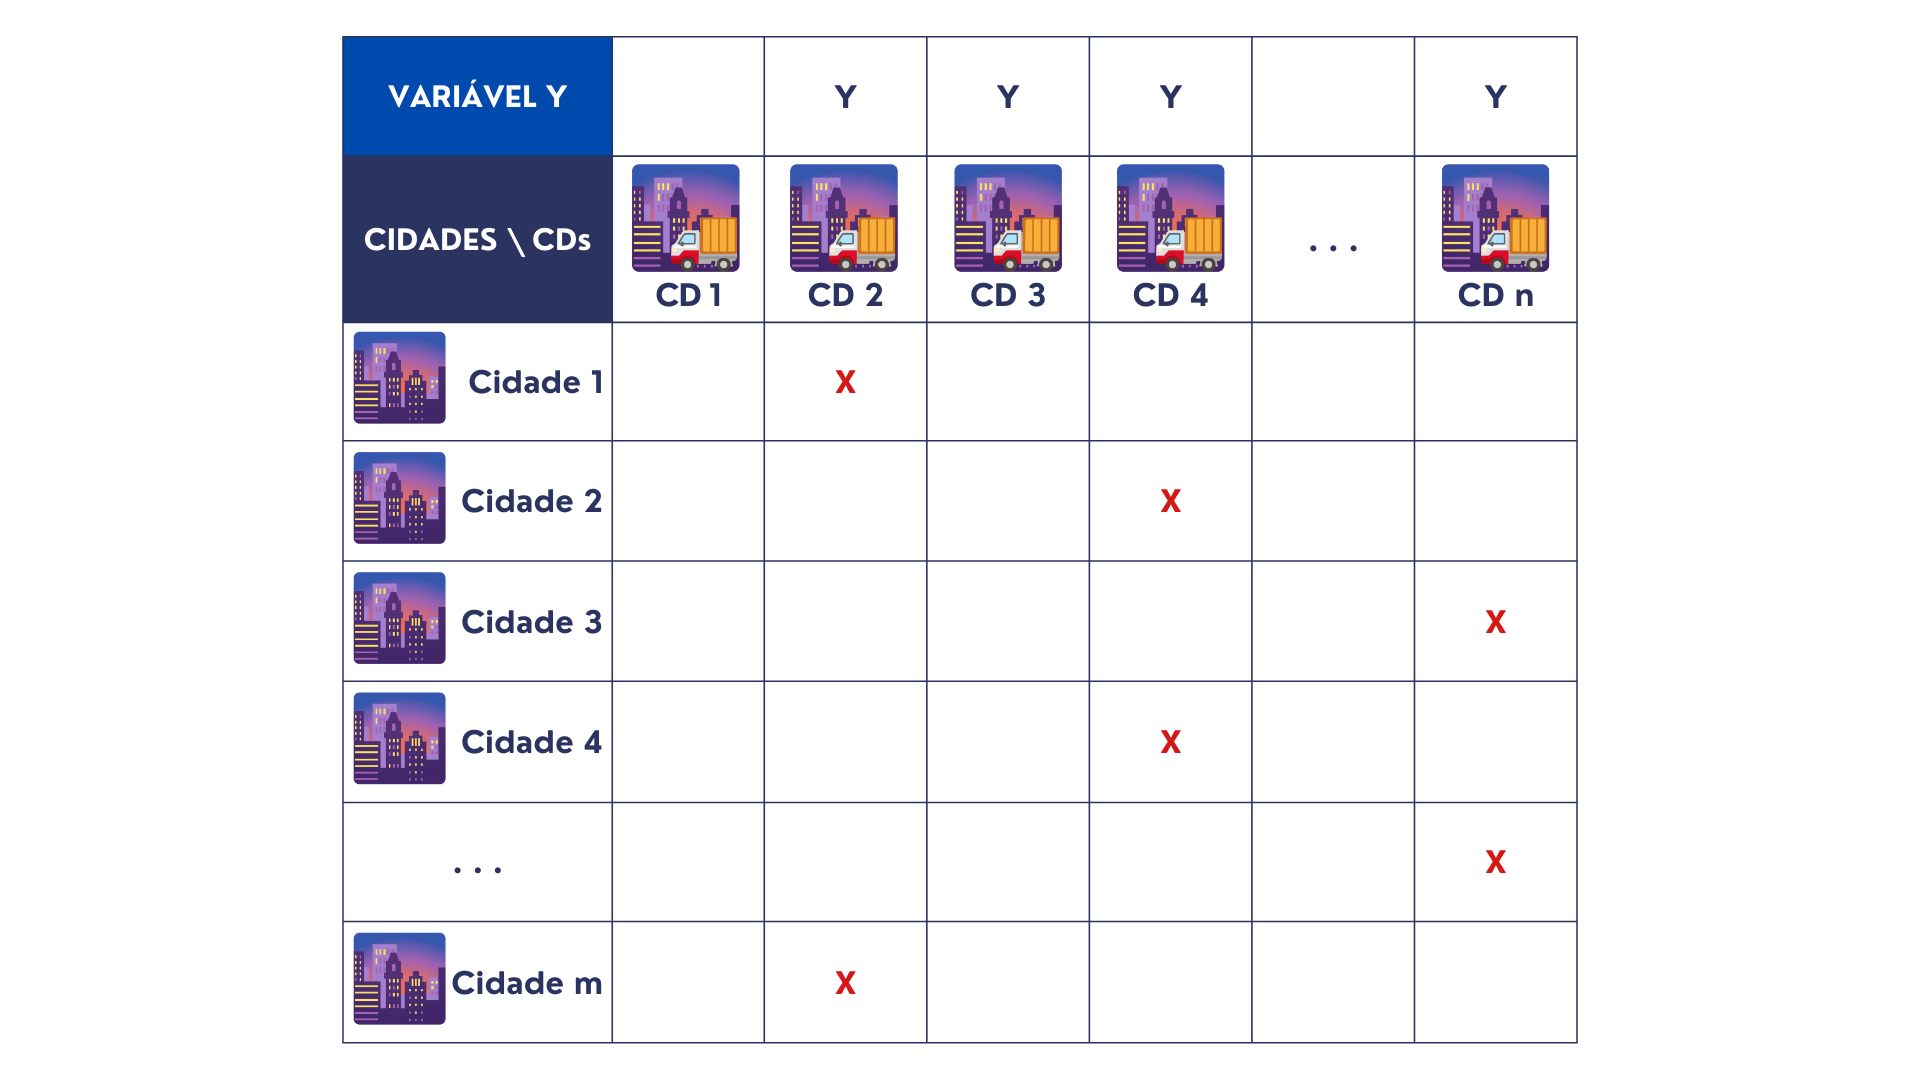 VARIÁVEL Y Y Y Y Y
CIDADES \ CDs CD 1 CD 2 CD 3 CD 4 . . . CD n
Cidade 1 X
Cidade 2 X
Cidade 3 X
Cidade 4 X
. . . X
Cidade m X